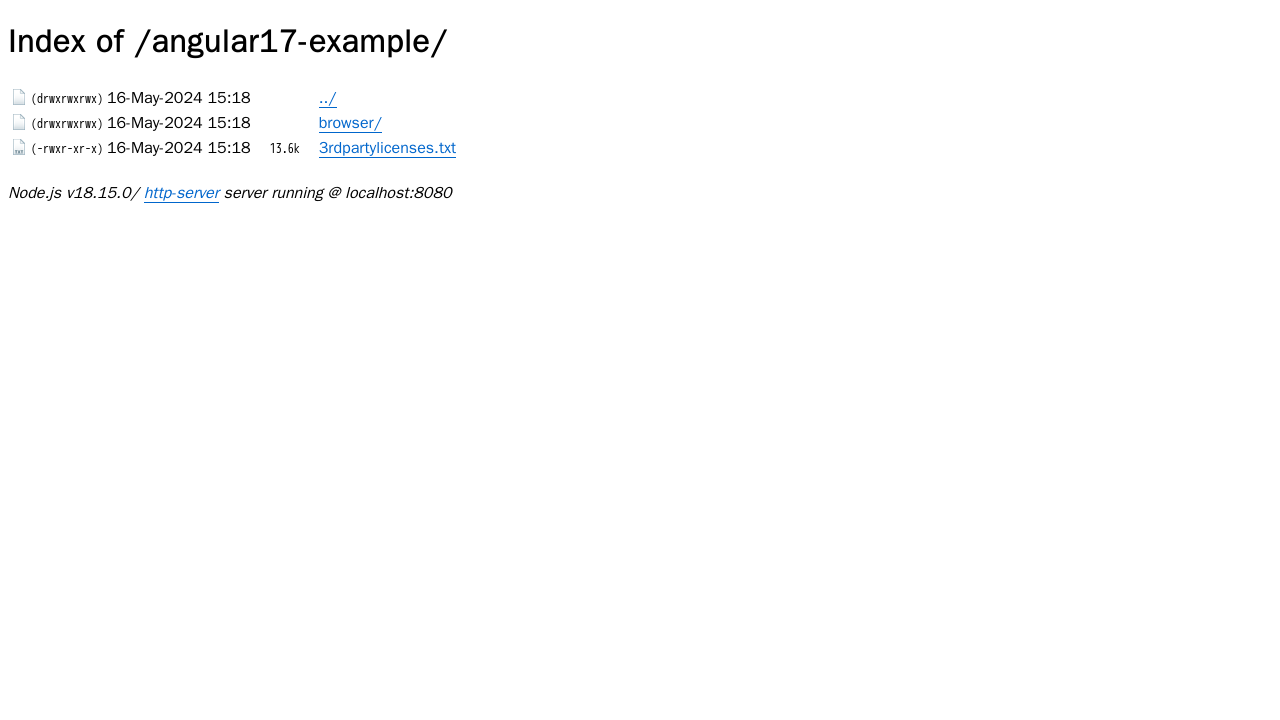 Index of /angular17-example/
(drwxrwxrwx) 16-May-2024 15:18 ../
(drwxrwxrwx) 16-May-2024 15:18 browser/
(-rwxr-xr-x) 16-May-2024 15:18 13.6k 3rdpartylicenses.txt
Node.js v18.15.0/ http-server server running @ localhost:8080